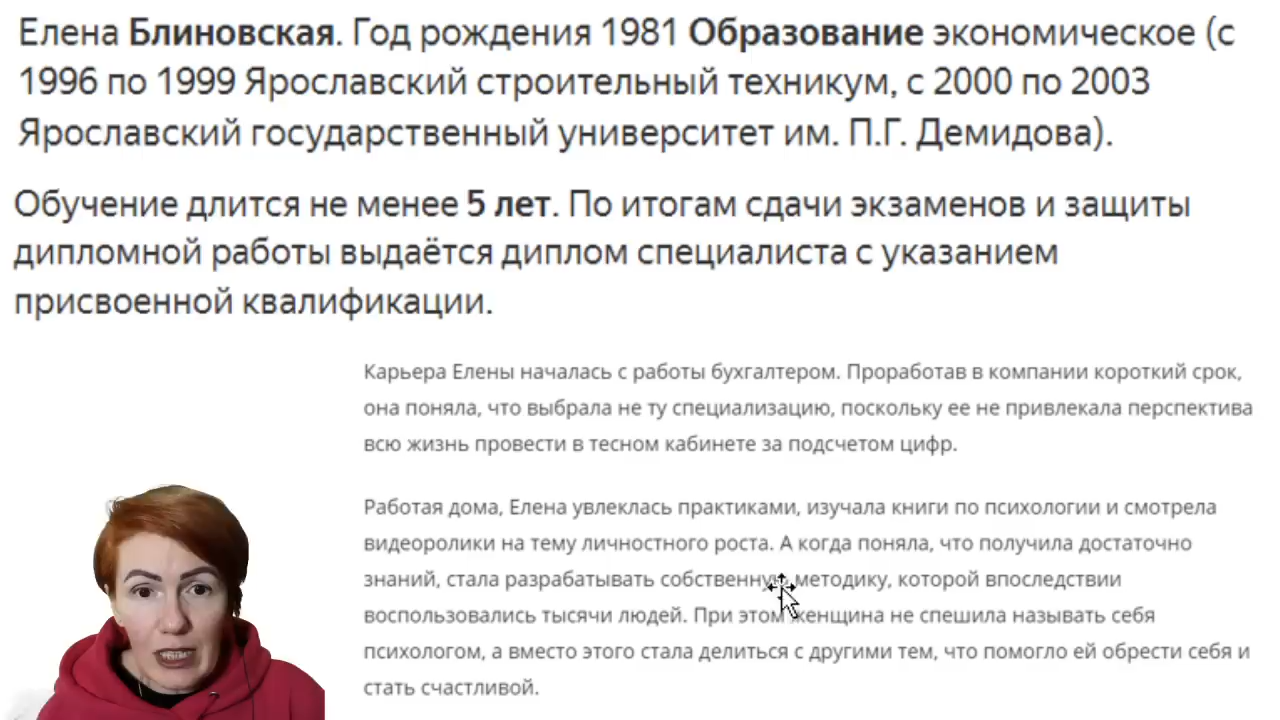 Елена Блиновская. Год рождения 1981 Образование экономическое (с
1996 по 1999 Ярославский строительный техникум, с 2000 по 2003
Ярославский государственный университет им. П.Г. Демидова).
Обучение длится не менее 5 лет. По итогам сдачи экзаменов и защиты
дипломной работы выдаётся диплом специалиста с указанием
присвоенной квалификации.
Карьера Елены началась с работы бухгалтером. Проработав в компании короткий срок,
она поняла, что выбрала не ту специализацию, поскольку ее не привлекала перспектива
всю жизнь провести в тесном кабинете за подсчетом цифр.
Работая дома, Елена увлеклась практиками, изучала книги по психологии и смотрела
видеоролики на тему личностного роста. А когда поняла, что получила достаточно
знаний, стала разрабатывать собственную методику, которой впоследствии
воспользовались тысячи людей. При этом женщина не спешила называть себя
психологом, а вместо этого стала делиться с другими тем, что помогло ей обрести себя и
стать счастливой.